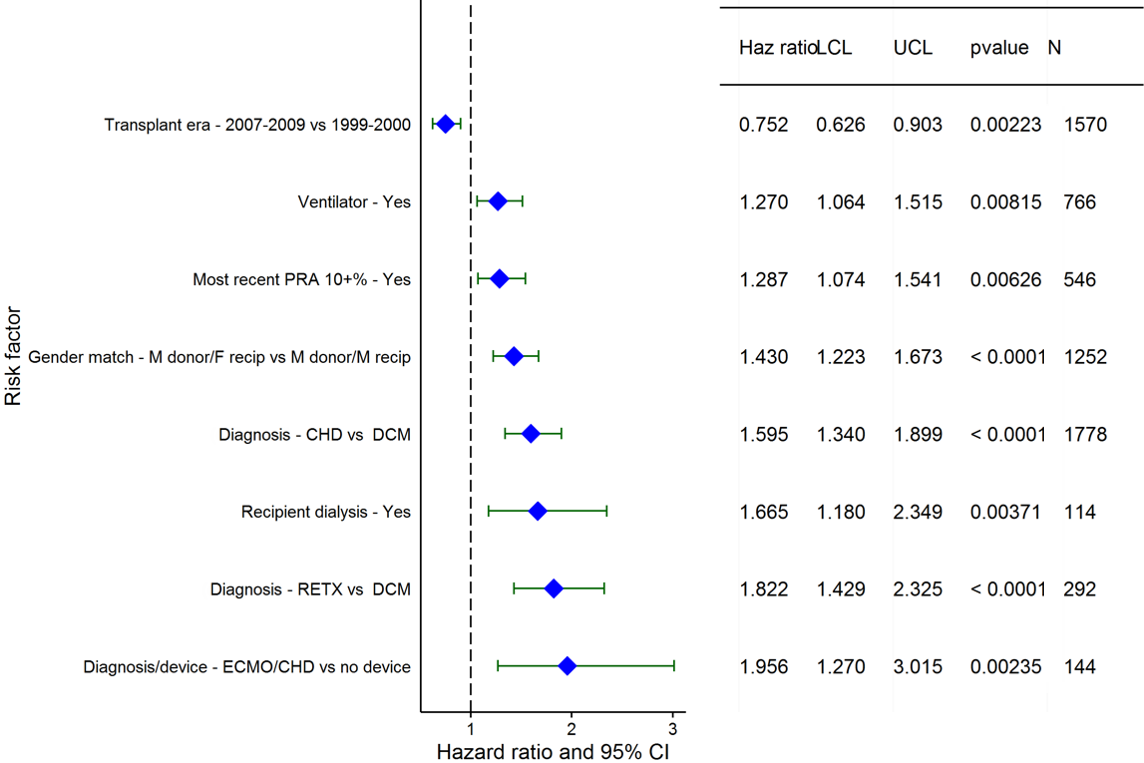 Haz ratioLCL UCL pvalue N
Transplant era - 2007-2009 vs 1999-2000 0.752 0.626 0.903 0.00223 1570
Ventilator - Yes 1.270 1.064 1.515 0.00815 766
Most recent PRA 10+% - Yes 1.287 1.074 1.541 0.00626 546
Gender match - M donor/F recip vs M donor/M recip 1.430 1.223 1.673 < 0.0001 1252
Diagnosis - CHD vs  DCM 1.595 1.340 1.899 < 0.0001 1778
Recipient dialysis - Yes 1.665 1.180 2.349 0.00371 114
Diagnosis - RETX vs  DCM 1.822 1.429 2.325 < 0.0001 292
Diagnosis/device - ECMO/CHD vs no device 1.956 1.270 3.015 0.00235 144
Risk factor
1 2 3
Hazard ratio and 95% CI